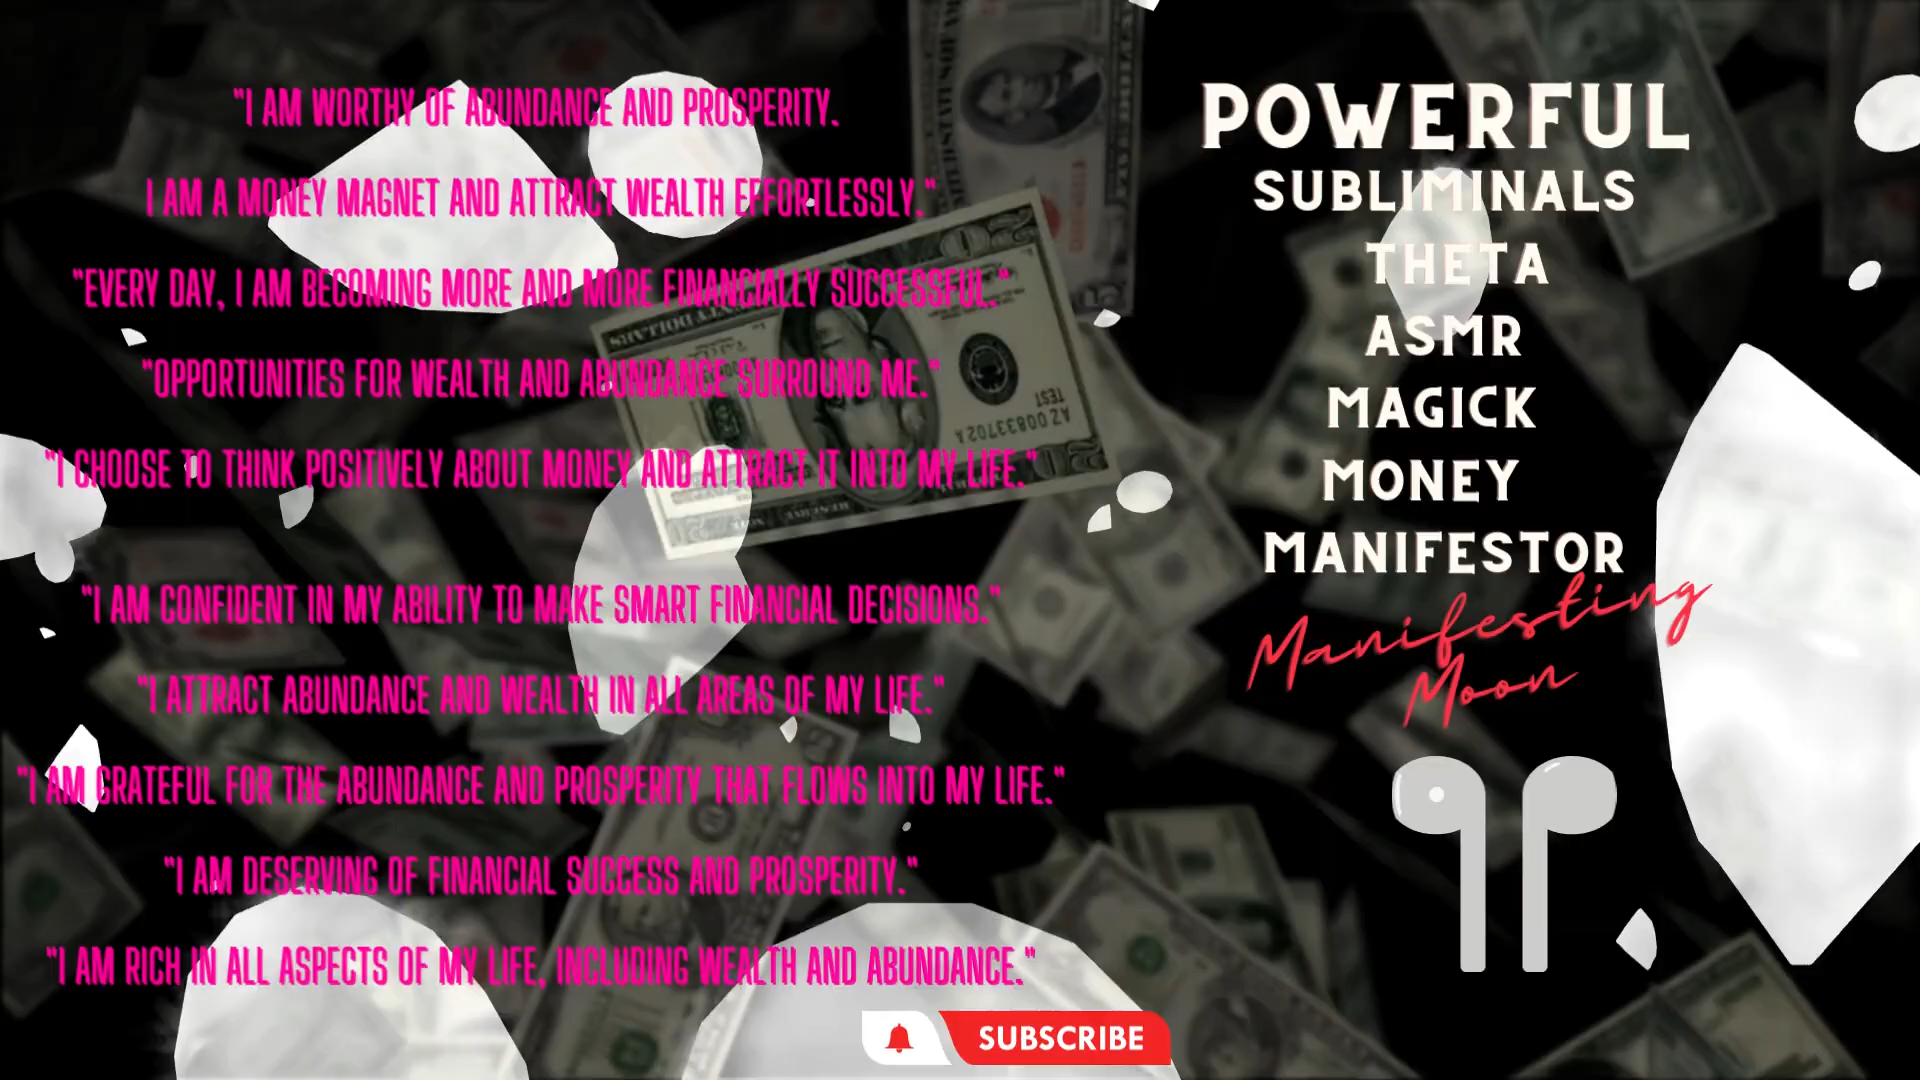 "I AM WORTHY OF ABUNDANCE AND PROSPERITY.
I AM A MONEY MAGNET AND ATTRACT WEALTH EFFORTLESSLY."
"EVERY DAY, I AM BECOMING MORE AND MORE FINANCIALLY SUCCESSFUL."
"OPPORTUNITIES FOR WEALTH AND ABUNDANCE SURROUND ME."
"I CHOOSE TO THINK POSITIVELY ABOUT MONEY AND ATTRACT IT INTO MY LIFE."
"I AM CONFIDENT IN MY ABILITY TO MAKE SMART FINANCIAL DECISIONS."
"I ATTRACT ABUNDANCE AND WEALTH IN ALL AREAS OF MY LIFE."
"I AM GRATEFUL FOR THE ABUNDANCE AND PROSPERITY THAT FLOWS INTO MY LIFE."
"I AM DESERVING OF FINANCIAL SUCCESS AND PROSPERITY."
"I AM RICH IN ALL ASPECTS OF MY LIFE, INCLUDING WEALTH AND ABUNDANCE."
POWERFUL
SUBLIMINALS
THETA
ASMR
MAGICK
MONEY
MANIFESTOR
Manifesting
Moon
SUBSCRIBE
TEST
AZ00833702A
20